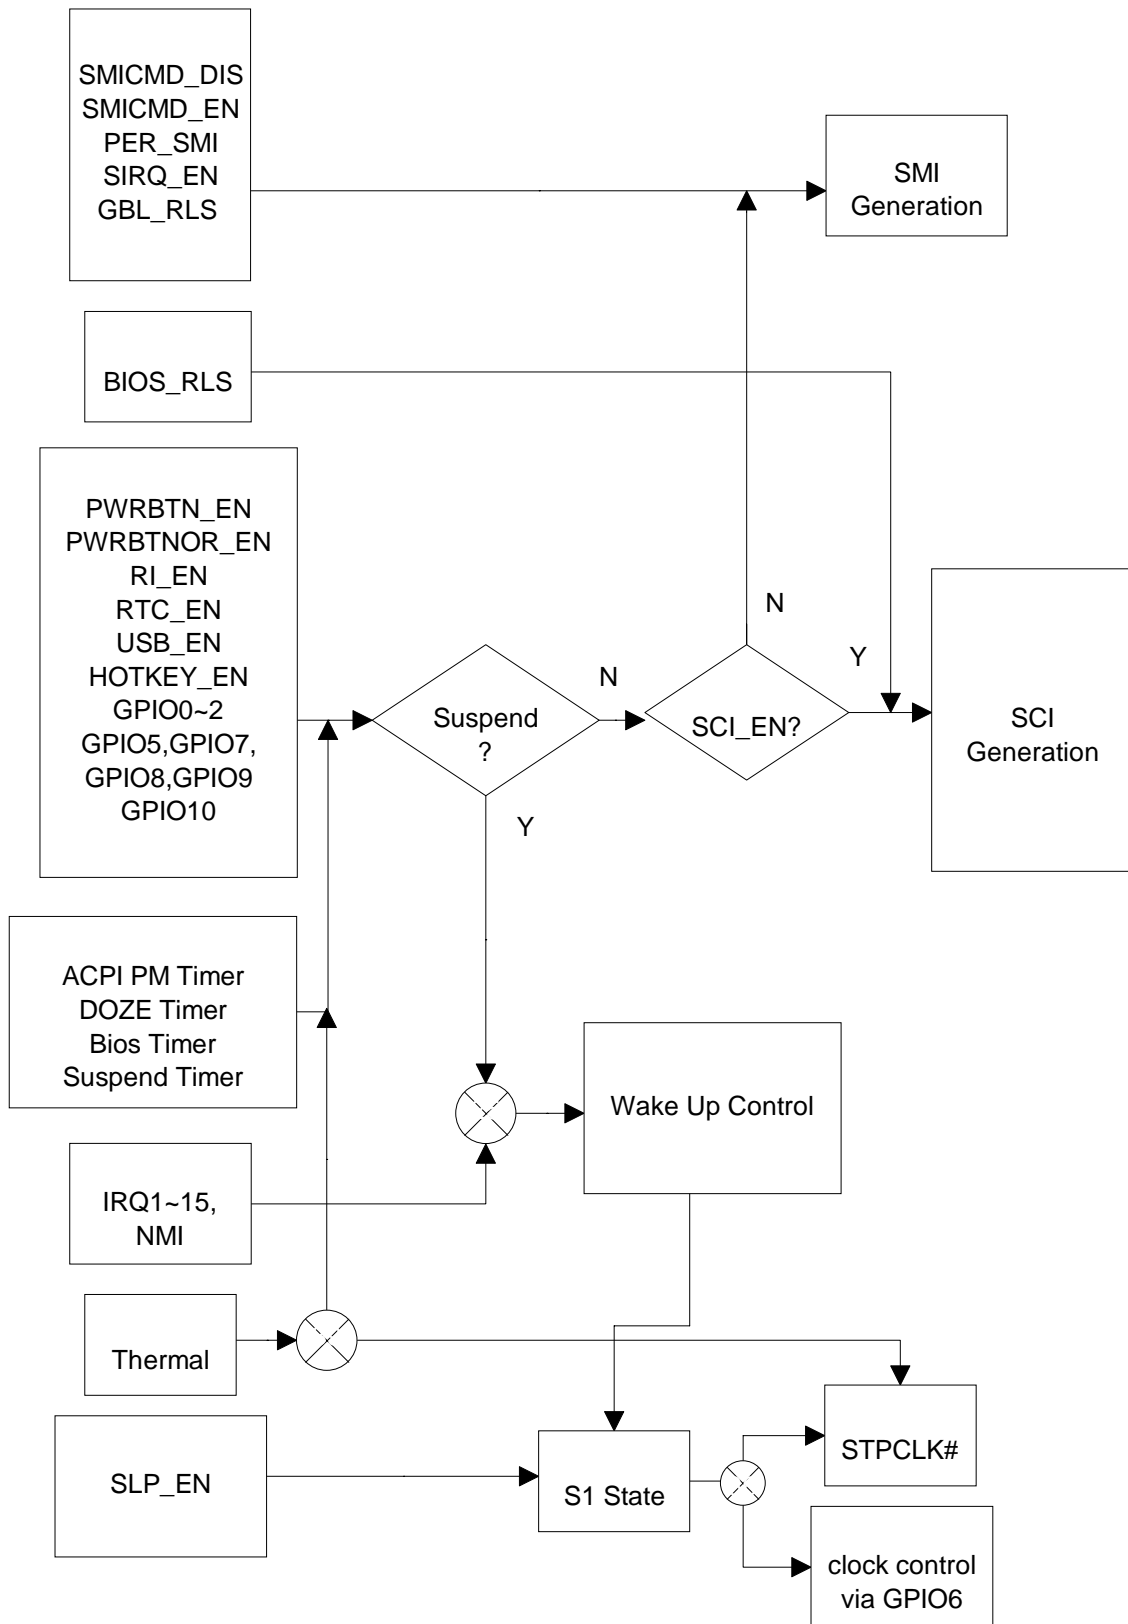 SMICMD_DIS
SMICMD_EN
PER_SMI
SIRQ_EN
GBL_RLS
SMI
Generation
BIOS_RLS
PWRBTN_EN
PWRBTNOR_EN
RI_EN
RTC_EN
USB_EN
HOTKEY_EN
GPIO0~2
GPIO5,GPIO7,
GPIO8,GPIO9
GPIO10
Suspend
?
N
Y
SCI_EN?
N
Y
SCI
Generation
ACPI PM Timer
DOZE Timer
Bios Timer
Suspend Timer
Wake Up Control
IRQ1~15,
NMI
Thermal
SLP_EN
S1 State
STPCLK#
clock control
via GPIO6